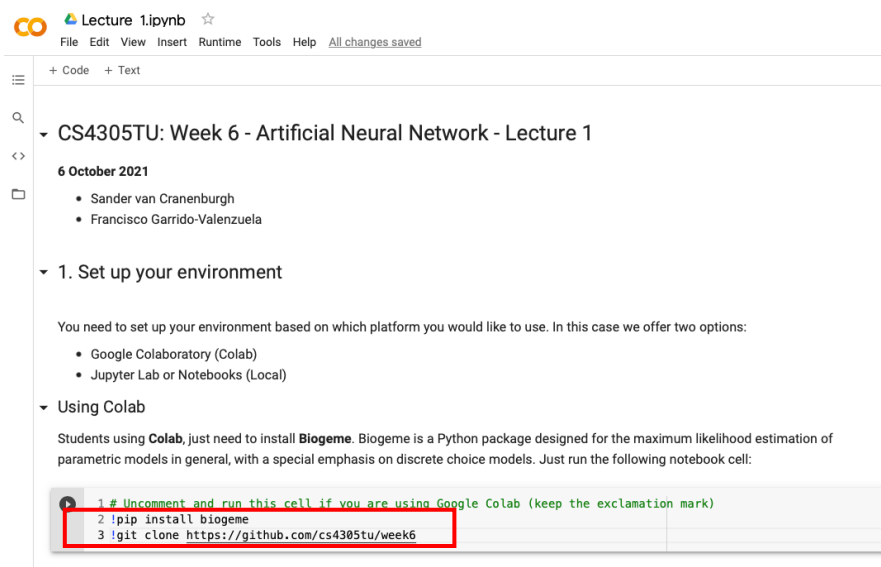 Lecture 1.ipynb
File Edit View Insert Runtime Tools Help All changes saved
+ Code + Text
CS4305TU: Week 6 - Artificial Neural Network - Lecture 1
6 October 2021
• Sander van Cranenburgh
• Francisco Garrido-Valenzuela
1. Set up your environment
You need to set up your environment based on which platform you would like to use. In this case we offer two options:
• Google Colaboratory (Colab)
• Jupyter Lab or Notebooks (Local)
Using Colab
Students using Colab, just need to install Biogeme. Biogeme is a Python package designed for the maximum likelihood estimation of
parametric models in general, with a special emphasis on discrete choice models. Just run the following notebook cell:
1 # Uncomment and run this cell if you are using Google Colab (keep the exclamation mark)
2 !pip install biogeme
3 !git clone https://github.com/cs4305tu/week6